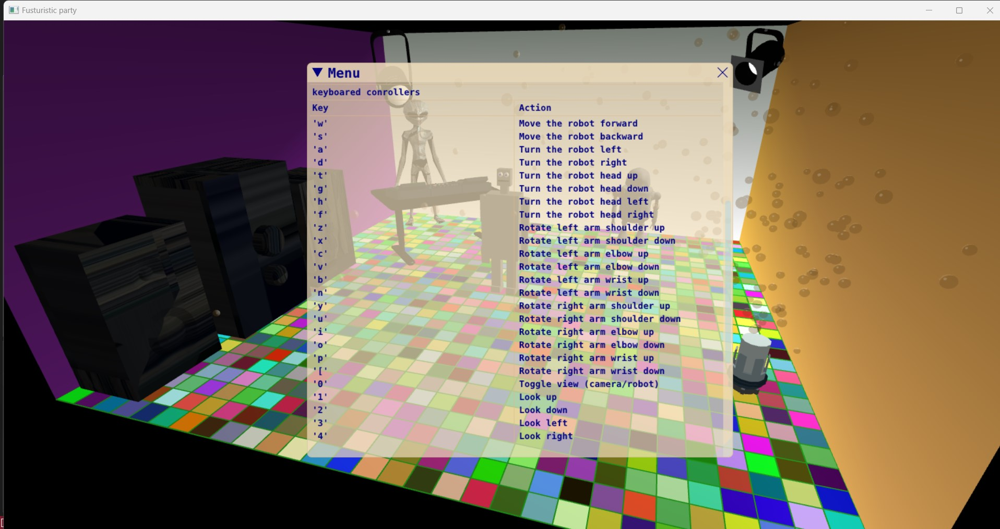 Fusturistic party
Menu
keyboared conrollers
Key Action
'w' Move the robot forward
's' Move the robot backward
'a' Turn the robot left
'd' Turn the robot right
't' Turn the robot head up
'g' Turn the robot head down
'h' Turn the robot head left
'f' Turn the robot head right
'z' Rotate left arm shoulder up
'x' Rotate left arm shoulder down
'c' Rotate left arm elbow up
'v' Rotate left arm elbow down
'b' Rotate left arm wrist up
'n' Rotate left arm wrist down
'y' Rotate right arm shoulder up
'u' Rotate right arm shoulder down
'i' Rotate right arm elbow up
'o' Rotate right arm elbow down
'p' Rotate right arm wrist up
'[' Rotate right arm wrist down
'0' Toggle view (camera/robot)
'1' Look up
'2' Look down
'3' Look left
'4' Look right